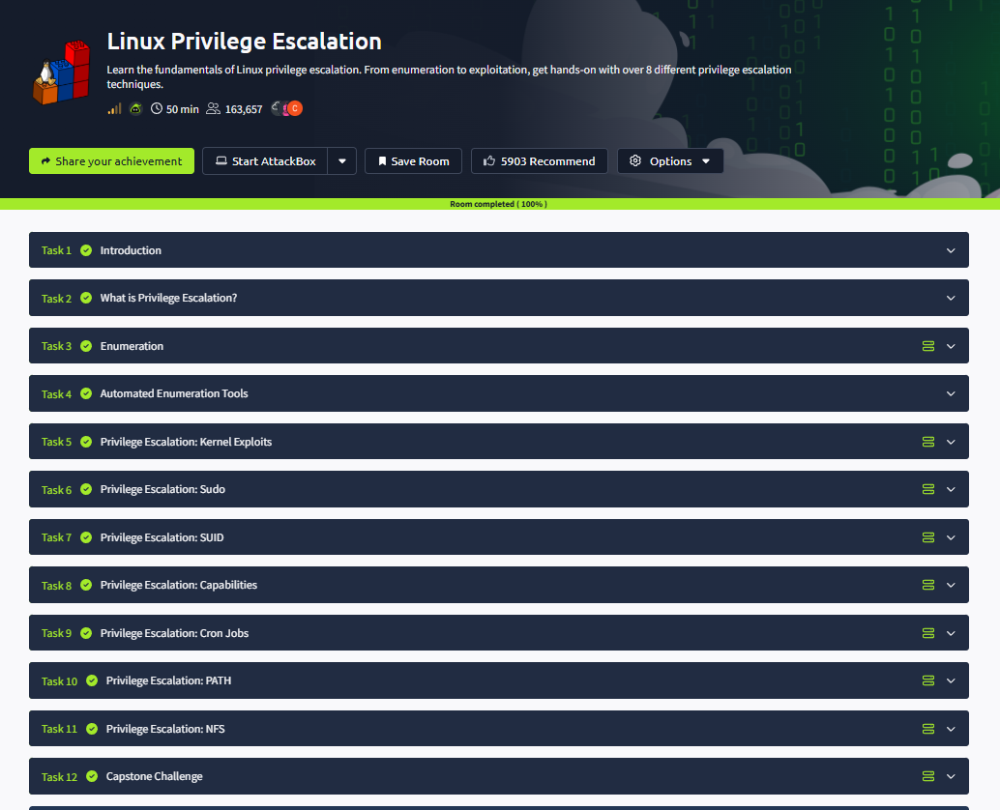 Linux Privilege Escalation
Learn the fundamentals of Linux privilege escalation. From enumeration to exploitation, get hands-on with over 8 different privilege escalation
techniques.
50 min 163,657 C
Share your achievement Start AttackBox Save Room 5903 Recommend Options
Room completed ( 100% )
Task 1 Introduction
Task 2 What is Privilege Escalation?
Task 3 Enumeration
Task 4 Automated Enumeration Tools
Task 5 Privilege Escalation: Kernel Exploits
Task 6 Privilege Escalation: Sudo
Task 7 Privilege Escalation: SUID
Task 8 Privilege Escalation: Capabilities
Task 9 Privilege Escalation: Cron Jobs
Task 10 Privilege Escalation: PATH
Task 11 Privilege Escalation: NFS
Task 12 Capstone Challenge